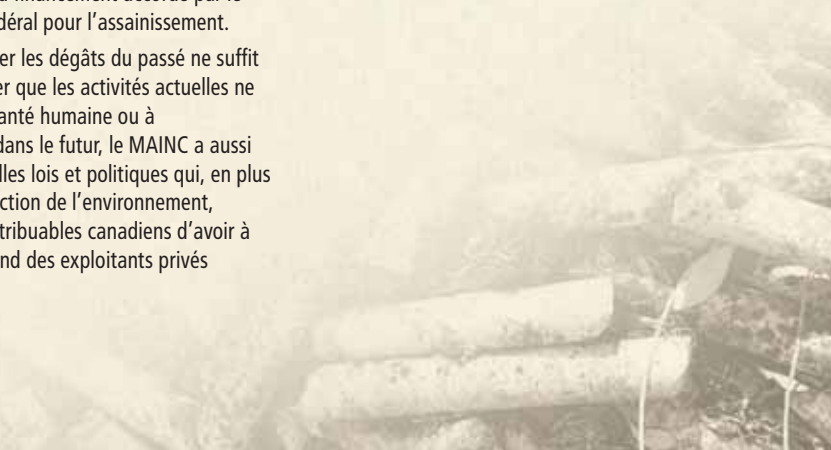 déral pour l’assainissement.
er les dégâts du passé ne suffit
er que les activités actuelles ne
anté humaine ou à
dans le futur, le MAINC a aussi
lles lois et politiques qui, en plus
ction de l’environnement,
tribuables canadiens d’avoir à
nd des exploitants privés